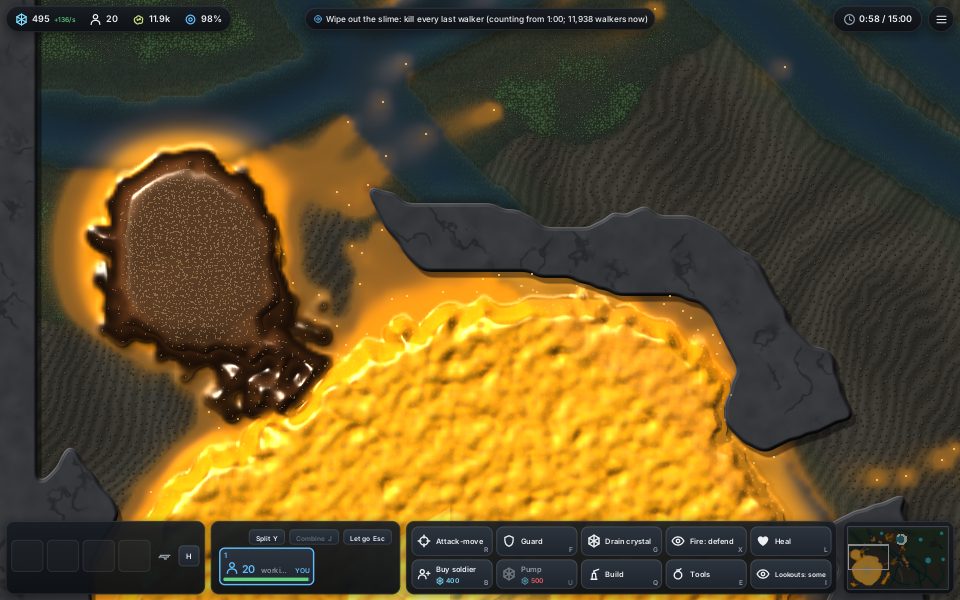 495 +136/s 20 11.9k 98%
Wipe out the slime: kill every last walker (counting from 1:00; 11,938 walkers now)
0:58 / 15:00
H
Split Y Combine J Let go Esc
1
20 worki... YOU
Attack-move R
Guard F
Drain crystal G
Fire: defend X
Heal L
Buy soldier 400 B
Pump 500 U
Build Q
Tools E
Lookouts: some I